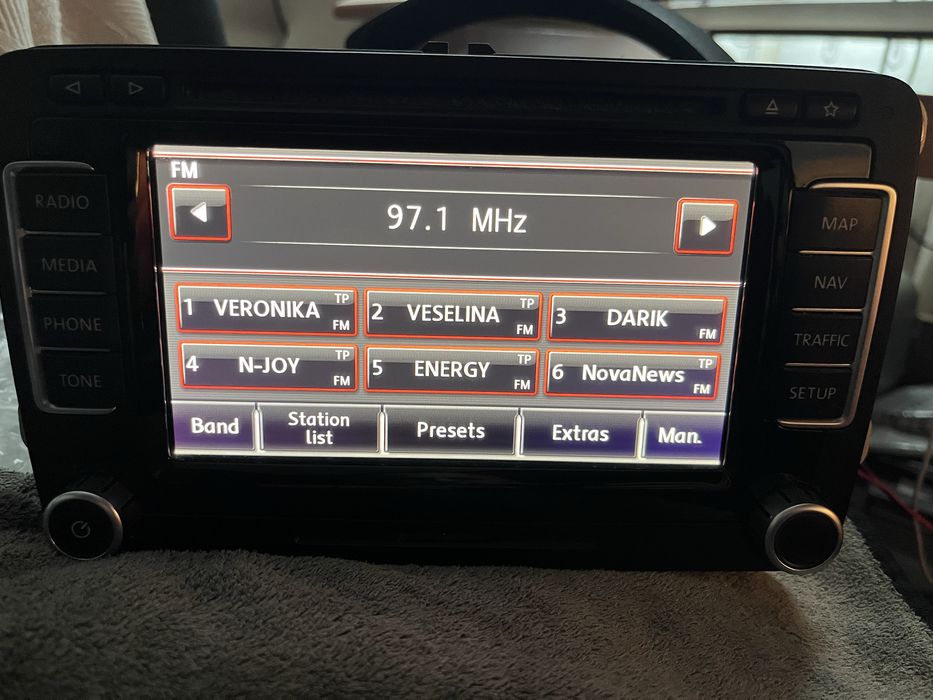 FM
97.1 MHz
1 VERONIKA TP FM
2 VESELINA TP FM
3 DARIK FM
4 N-JOY TP FM
5 ENERGY TP FM
6 NovaNews TP FM
Band
Station
list
Presets
Extras
Man.
RADIO
MEDIA
PHONE
TONE
MAP
NAV
TRAFFIC
SETUP